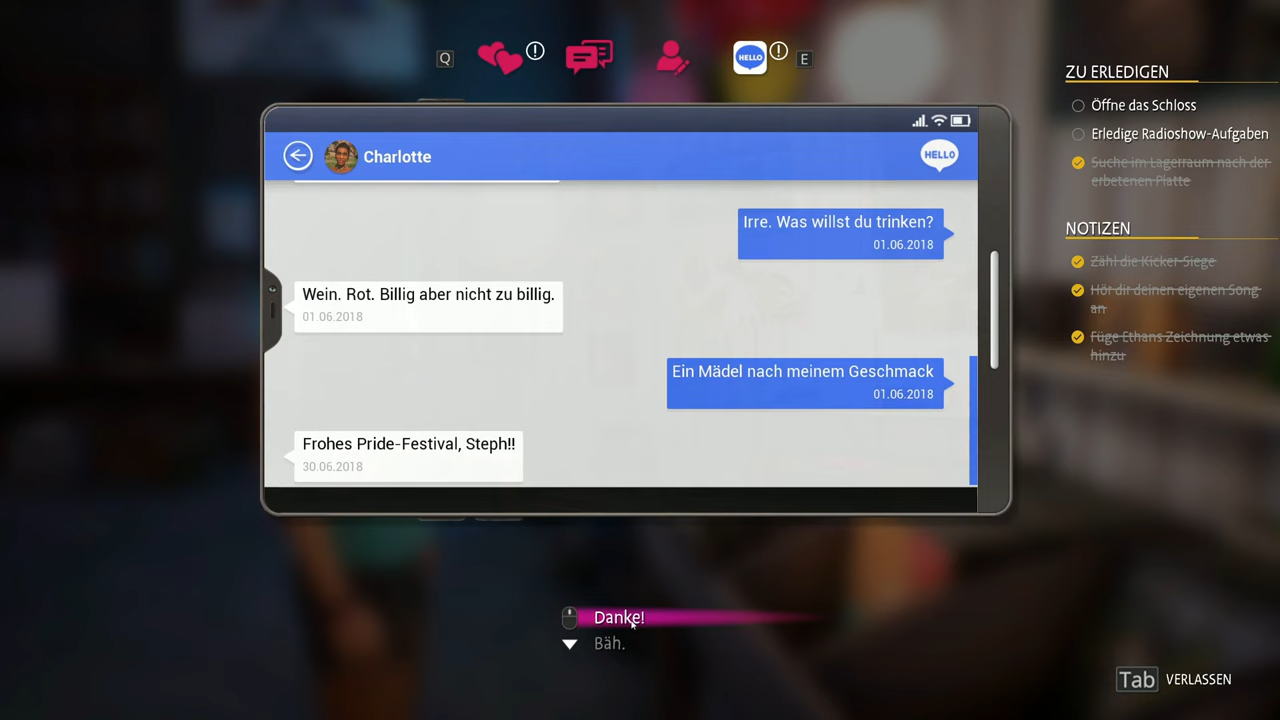 Q
HELLO
E
ZU ERLEDIGEN
Öffne das Schloss
Erledige Radioshow-Aufgaben
Suche im Lagerraum nach der
erbetenen Platte
NOTIZEN
Zähl die Kicker-Siege
Hör dir deinen eigenen Song
an
Füge Ethans Zeichnung etwas
hinzu
Charlotte
HELLO
Irre. Was willst du trinken?
01.06.2018
Wein. Rot. Billig aber nicht zu billig.
01.06.2018
Ein Mädel nach meinem Geschmack
01.06.2018
Frohes Pride-Festival, Steph!!
30.06.2018
Danke!
Bäh.
Tab VERLASSEN